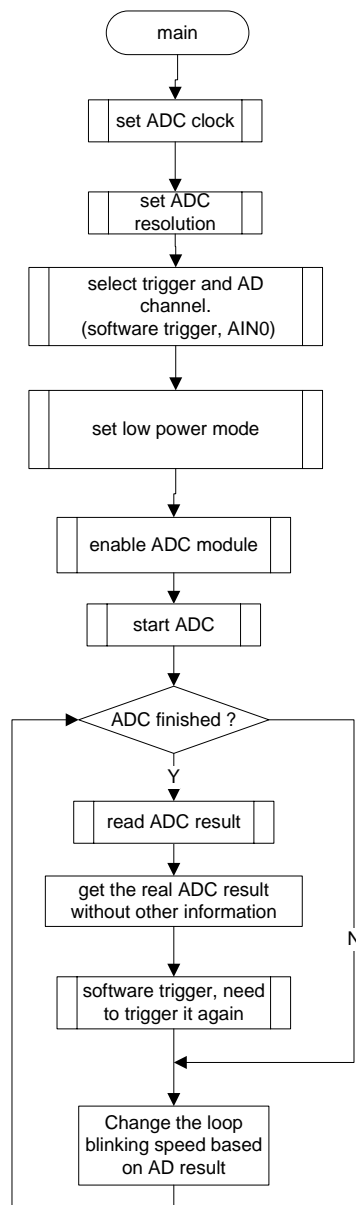 main
set ADC clock
set ADC
resolution
select trigger and AD
channel.
(software trigger, AIN0)
set low power mode
enable ADC module
start ADC
ADC finished ?
Y
read ADC result
get the real ADC result
without other information
N
software trigger, need
to trigger it again
Change the loop
blinking speed based
on AD result